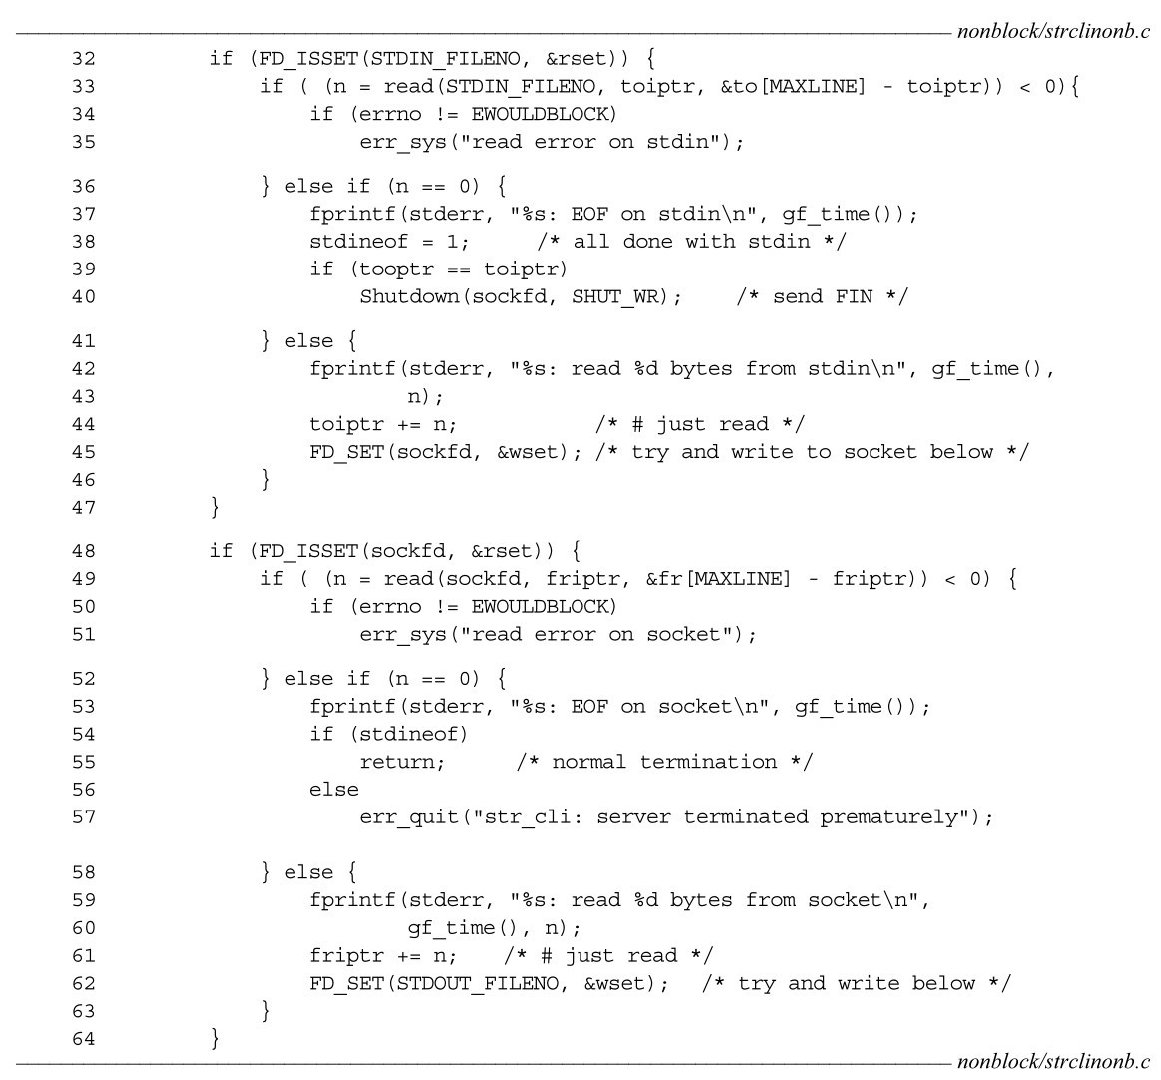 nonblock/strclinonb.c
32 if (FD_ISSET(STDIN_FILENO, &rset)) {
33 if ( (n = read(STDIN_FILENO, toiptr, &to[MAXLINE] - toiptr)) < 0){
34 if (errno != EWOULDBLOCK)
35 err_sys("read error on stdin");
36 } else if (n == 0) {
37 fprintf(stderr, "%s: EOF on stdin\n", gf_time());
38 stdineof = 1; /* all done with stdin */
39 if (tooptr == toiptr)
40 Shutdown(sockfd, SHUT_WR); /* send FIN */
41 } else {
42 fprintf(stderr, "%s: read %d bytes from stdin\n", gf_time(),
43 n);
44 toiptr += n; /* # just read */
45 FD_SET(sockfd, &wset); /* try and write to socket below */
46 }
47 }
48 if (FD_ISSET(sockfd, &rset)) {
49 if ( (n = read(sockfd, friptr, &fr[MAXLINE] - friptr)) < 0) {
50 if (errno != EWOULDBLOCK)
51 err_sys("read error on socket");
52 } else if (n == 0) {
53 fprintf(stderr, "%s: EOF on socket\n", gf_time());
54 if (stdineof)
55 return; /* normal termination */
56 else
57 err_quit("str_cli: server terminated prematurely");
58 } else {
59 fprintf(stderr, "%s: read %d bytes from socket\n",
60 gf_time(), n);
61 friptr += n; /* # just read */
62 FD_SET(STDOUT_FILENO, &wset); /* try and write below */
63 }
64 }
nonblock/strclinonb.c